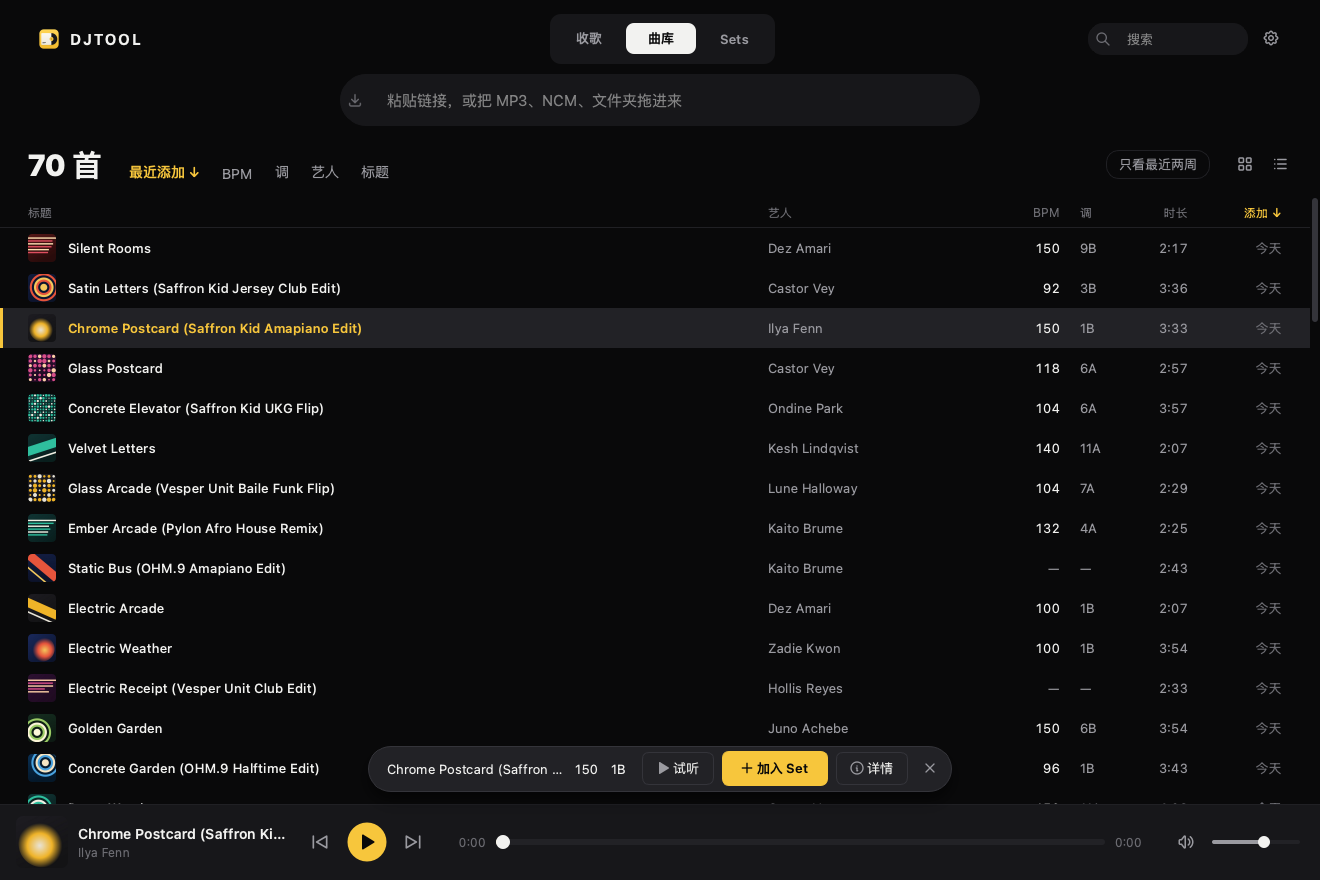 DJTOOL
收歌 曲库 Sets
搜索
粘贴链接，或把 MP3、NCM、文件夹拖进来
70 首 最近添加 ↓ BPM 调 艺人 标题 只看最近两周
标题 艺人 BPM 调 时长 添加 ↓
Silent Rooms Dez Amari 150 9B 2:17 今天
Satin Letters (Saffron Kid Jersey Club Edit) Castor Vey 92 3B 3:36 今天
Chrome Postcard (Saffron Kid Amapiano Edit) Ilya Fenn 150 1B 3:33 今天
Glass Postcard Castor Vey 118 6A 2:57 今天
Concrete Elevator (Saffron Kid UKG Flip) Ondine Park 104 6A 3:57 今天
Velvet Letters Kesh Lindqvist 140 11A 2:07 今天
Glass Arcade (Vesper Unit Baile Funk Flip) Lune Halloway 104 7A 2:29 今天
Ember Arcade (Pylon Afro House Remix) Kaito Brume 132 4A 2:25 今天
Static Bus (OHM.9 Amapiano Edit) Kaito Brume — — 2:43 今天
Electric Arcade Dez Amari 100 1B 2:07 今天
Electric Weather Zadie Kwon 100 1B 3:54 今天
Electric Receipt (Vesper Unit Club Edit) Hollis Reyes — — 2:33 今天
Golden Garden Juno Achebe 150 6B 3:54 今天
Concrete Garden (OHM.9 Halftime Edit) 96 1B 3:43 今天
Chrome Postcard (Saffron ... 150 1B 试听 加入 Set 详情
Chrome Postcard (Saffron Ki...
Ilya Fenn
0:00 0:00